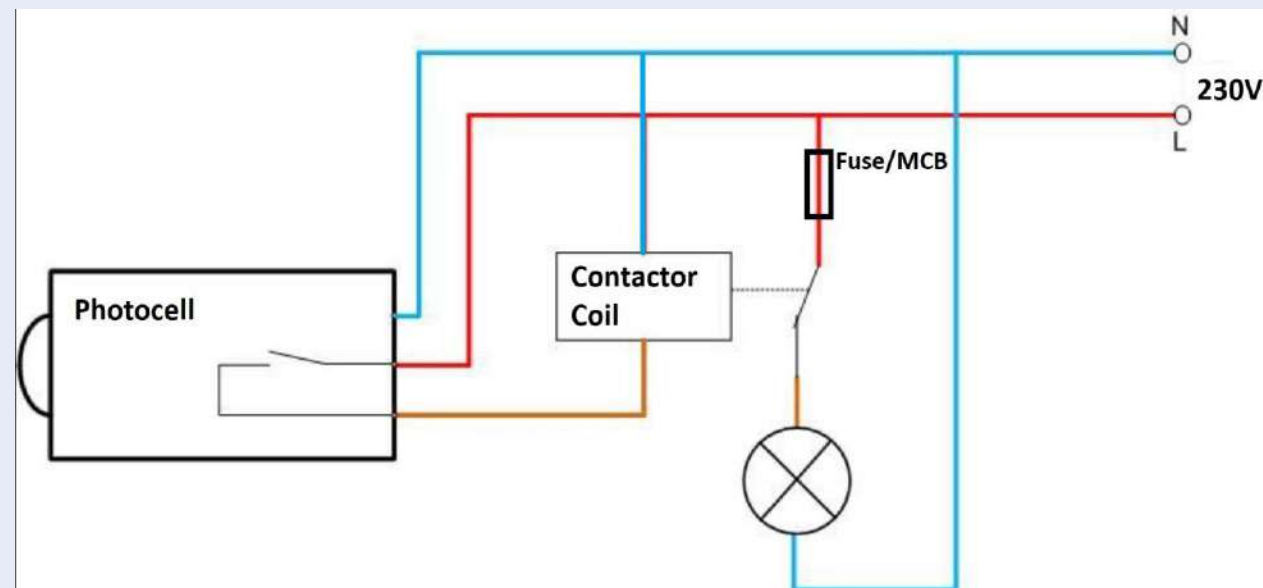 N
230V
L
Fuse/MCB
Contactor
Coil
Photocell